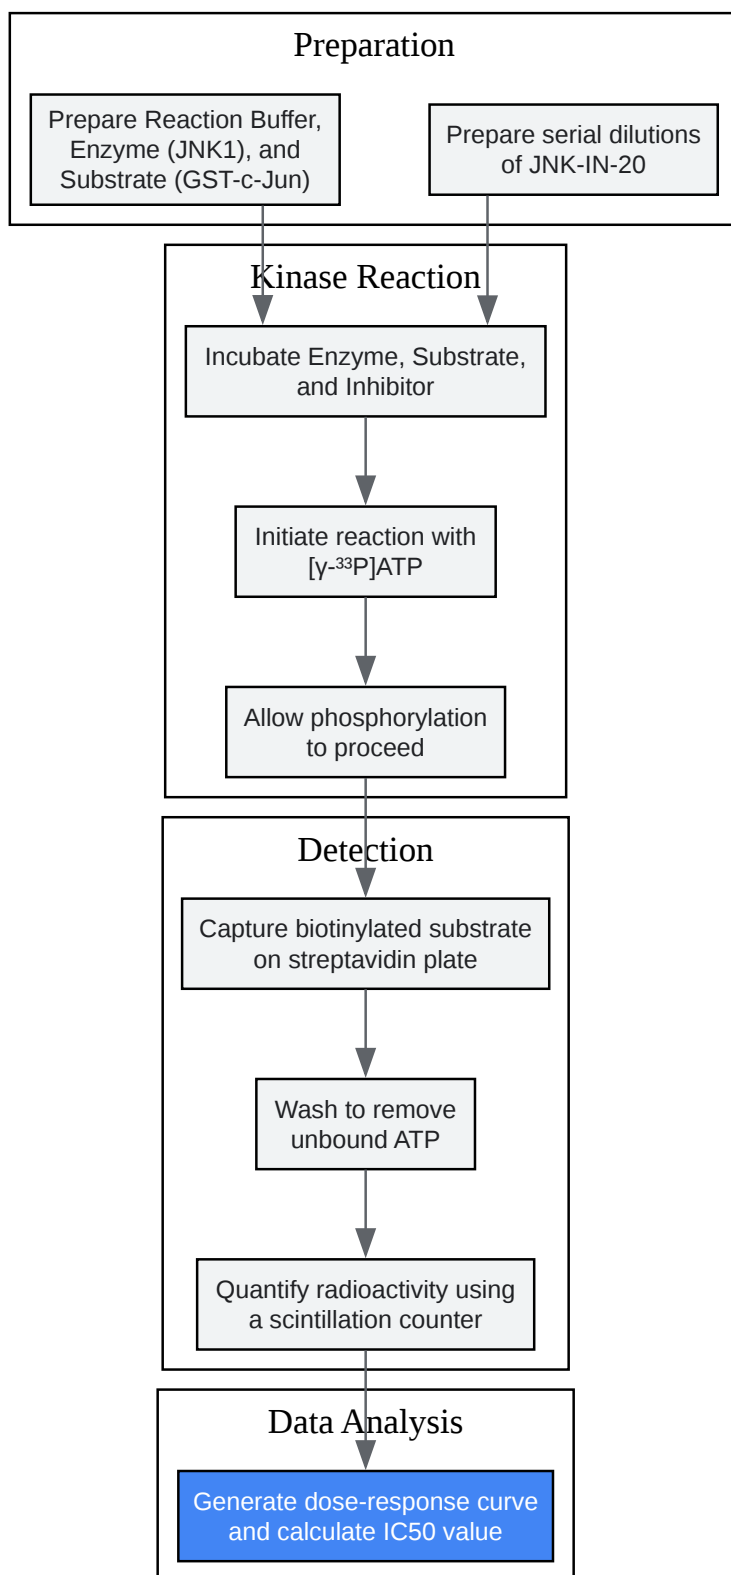 Preparation
Prepare Reaction Buffer,
Enzyme (JNK1), and
Substrate (GST-c-Jun)
Prepare serial dilutions
of JNK-IN-20
Kinase Reaction
Incubate Enzyme, Substrate,
and Inhibitor
Initiate reaction with
[γ-³³P]ATP
Allow phosphorylation
to proceed
Detection
Capture biotinylated substrate
on streptavidin plate
Wash to remove
unbound ATP
Quantify radioactivity using
a scintillation counter
Data Analysis
Generate dose-response curve
and calculate IC50 value